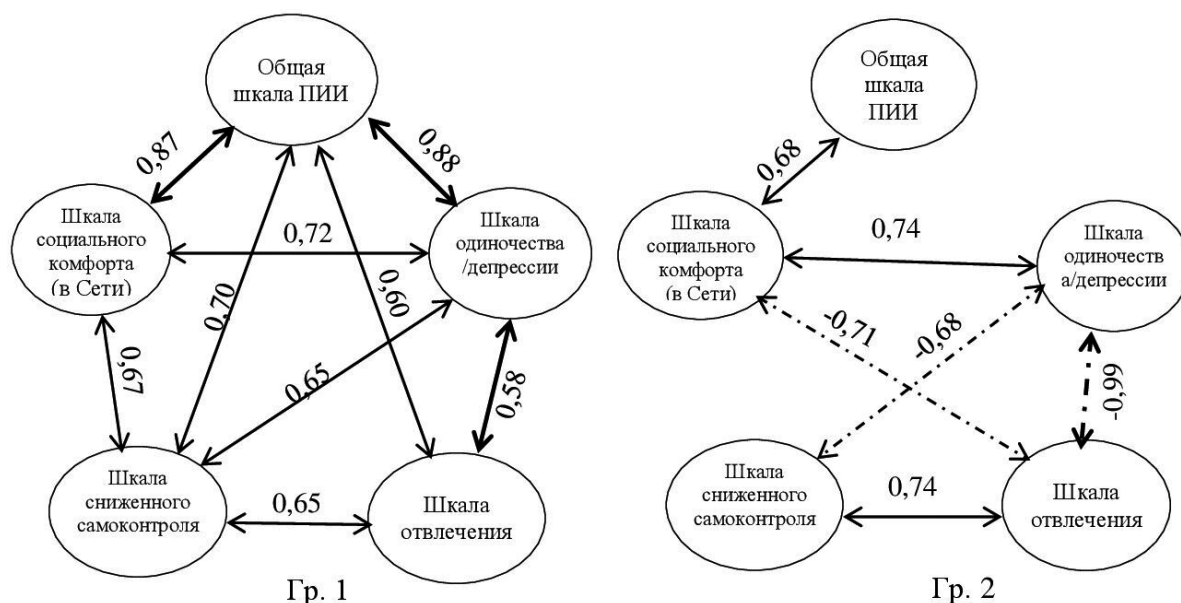 Общая
шкала ПИИ
0,87
0,88
Шкала
социального
комфорта
(в Сети)
0,72
Шкала
одиночества
/депрессии
0,70
0,60
0,67
0,65
0,58
Шкала
сниженного
самоконтроля
0,65
Шкала
отвлечения
Гр. 1
Общая
шкала
ПИИ
0,68
Шкала
социального
комфорта
(в Сети)
0,74
Шкала
одиночеств
а/депрессии
-0,71
-0,68
-0,99
Шкала
сниженного
самоконтроля
0,74
Шкала
отвлечения
Гр. 2